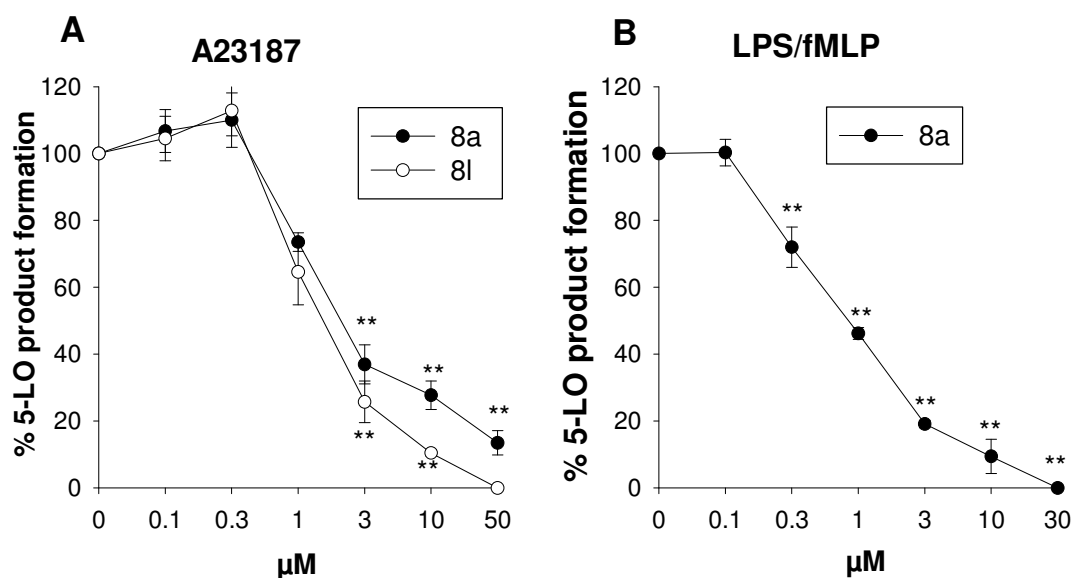 A
A23187
% 5-LO product formation
120
100
80
60
40
20
0
8a
8l
**
**
**
**
**
0 0.1 0.3 1 3 10 50
µM
B
LPS/fMLP
% 5-LO product formation
120
100
80
60
40
20
0
8a
**
**
**
**
**
0 0.1 0.3 1 3 10 30
µM